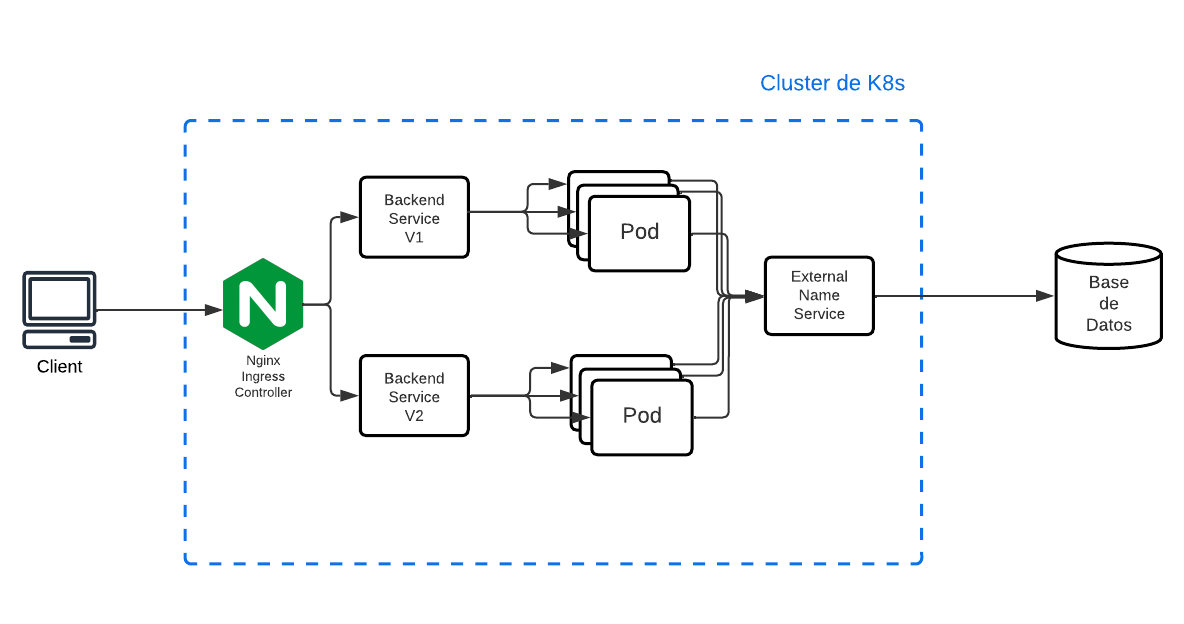 Cluster de K8s
Client
N
Nginx
Ingress
Controller
Backend
Service
V1
Backend
Service
V2
Pod
Pod
External
Name
Service
Base
de
Datos